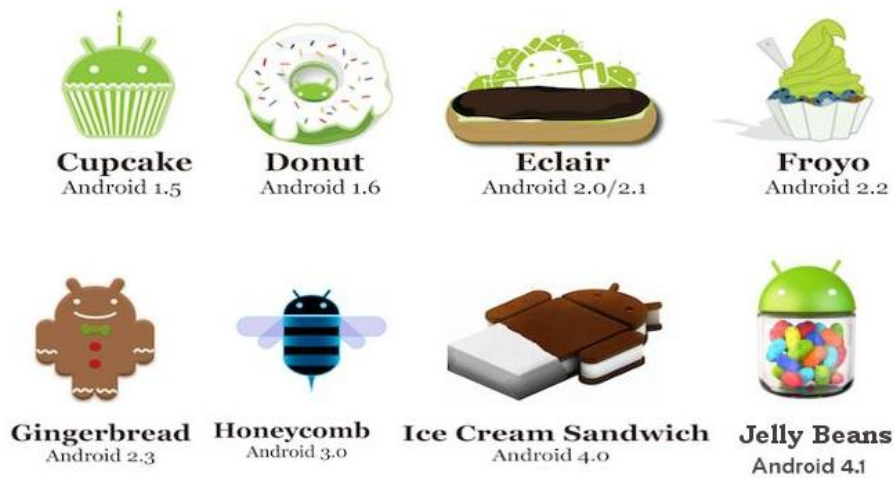 Cupcake
Android 1.5
Donut
Android 1.6
Eclair
Android 2.0/2.1
Froyo
Android 2.2
Gingerbread
Android 2.3
Honeycomb
Android 3.0
Ice Cream Sandwich
Android 4.0
Jelly Beans
Android 4.1